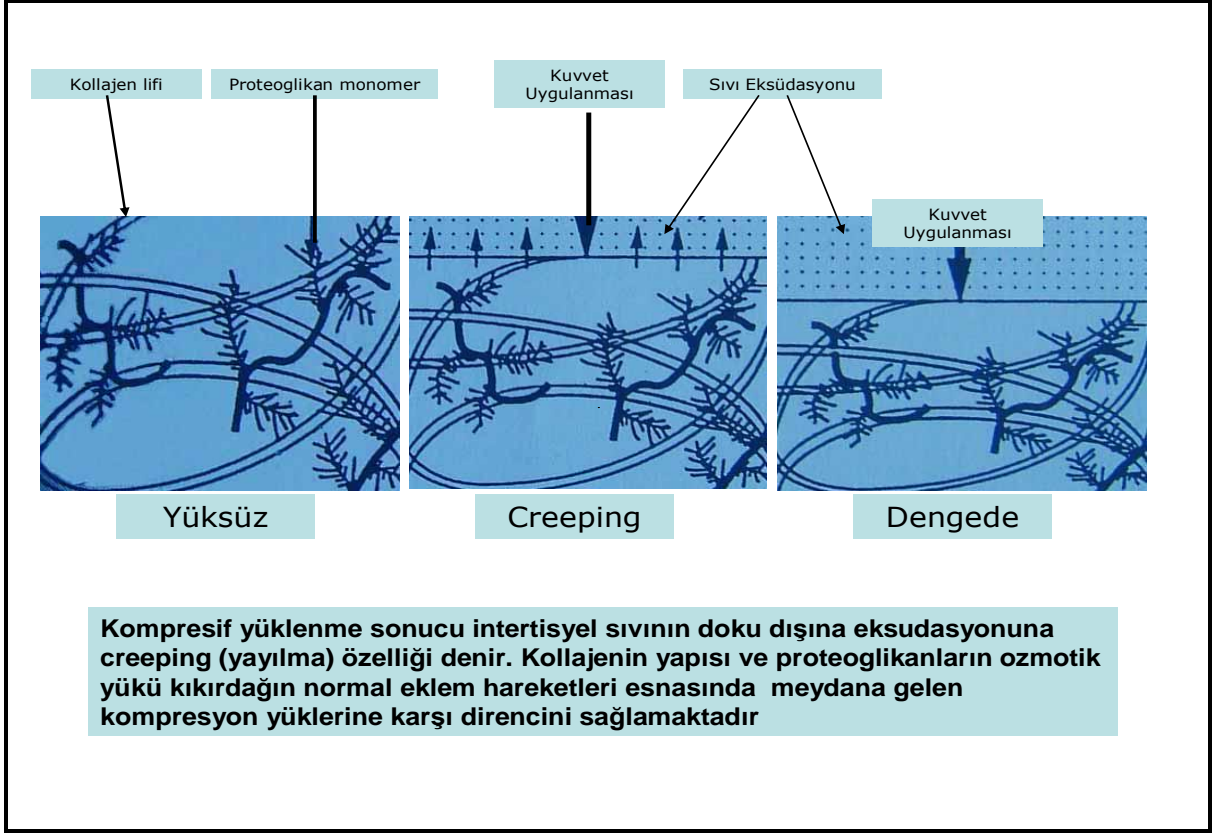 Kollajen lifi
Proteoglikan monomer
Kuvvet
Uygulanması
Sıvı Eksüdasyonu
Kuvvet
Uygulanması
Yüksüz
Creeping
Dengede
Kompresif yüklenme sonucu intertisyel sıvının doku dışına eksudasyonuna
creeping (yayılma) özelliği denir. Kollajenin yapısı ve proteoglikanların ozmotik
yükü kıkırdağın normal eklem hareketleri esnasında meydana gelen
kompresyon yüklerine karşı direncini sağlamaktadır